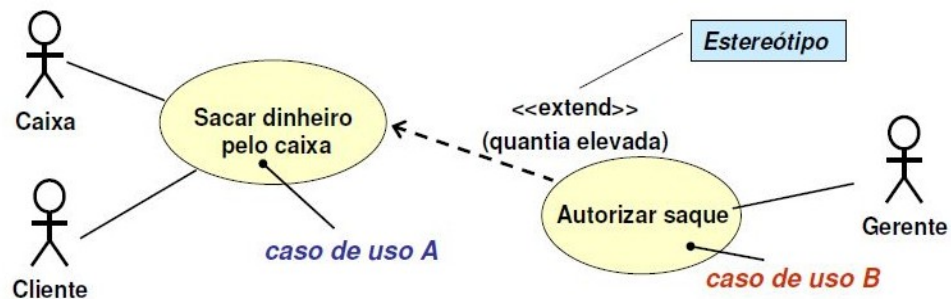 Estereótipo
Caixa
Sacar dinheiro
pelo caixa
<<extend>>
(quantia elevada)
Autorizar saque
Gerente
caso de uso A
caso de uso B
Cliente